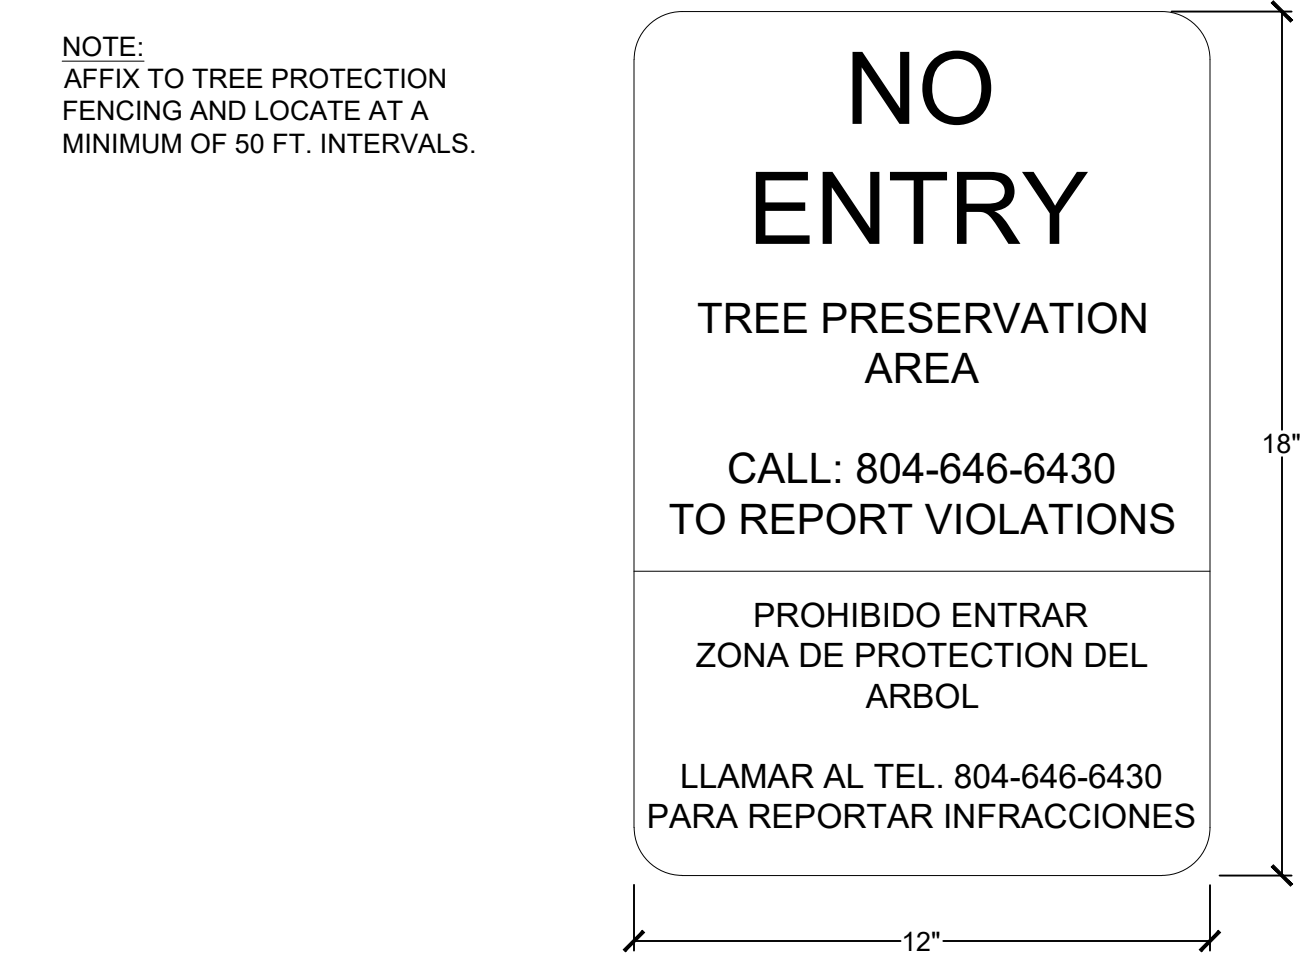 NOTE:
AFFIX TO TREE PROTECTION
FENCING AND LOCATE AT A
MINIMUM OF 50 FT. INTERVALS.
NO
ENTRY
TREE PRESERVATION
AREA
CALL: 804-646-6430
TO REPORT VIOLATIONS
PROHIBIDO ENTRAR
ZONA DE PROTECTION DEL
ARBOL
LLAMAR AL TEL. 804-646-6430
PARA REPORTAR INFRACCIONES
18"
12"